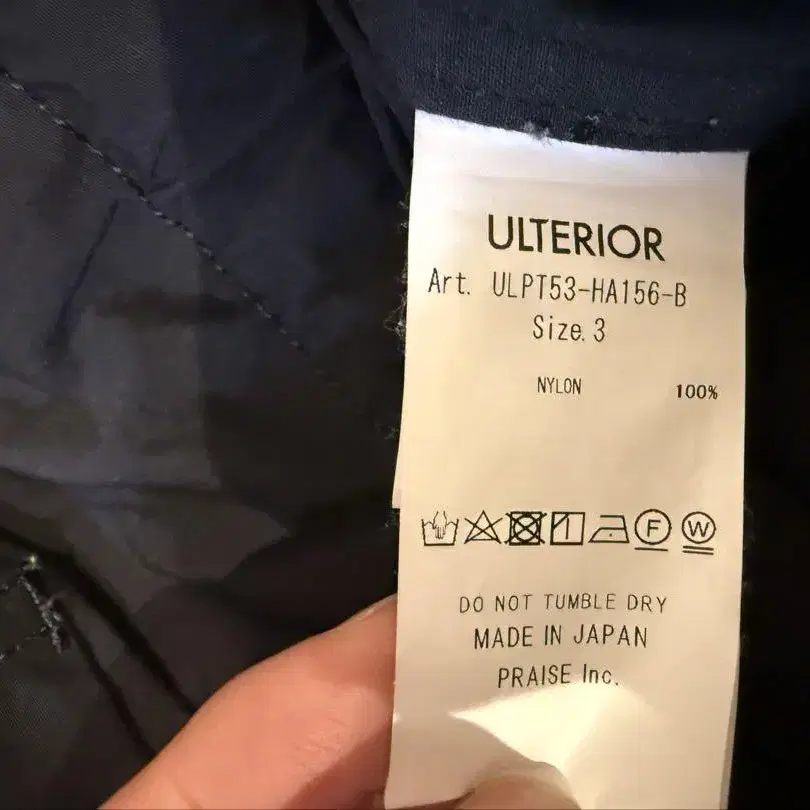 ULTERIOR
Art. ULPT53-HA156-B
Size.3
NYLON 100%
F W
DO NOT TUMBLE DRY
MADE IN JAPAN
PRAISE Inc.